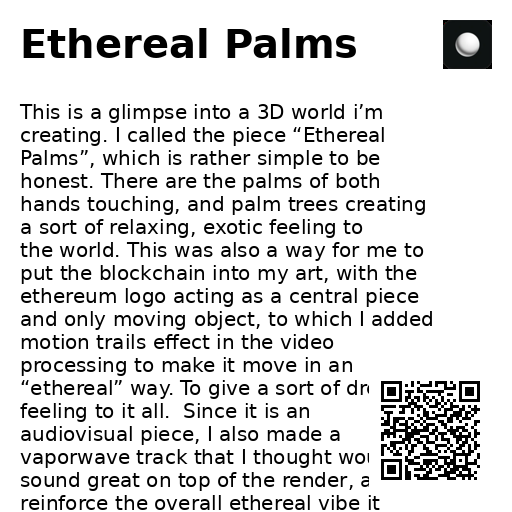 Ethereal Palms
This is a glimpse into a 3D world i’m
creating. I called the piece “Ethereal
Palms”, which is rather simple to be
honest. There are the palms of both
hands touching, and palm trees creating
a sort of relaxing, exotic feeling to
the world. This was also a way for me to
put the blockchain into my art, with the
ethereum logo acting as a central piece
and only moving object, to which I added
motion trails effect in the video
processing to make it move in an
“ethereal” way. To give a sort of
feeling to it all.  Since it is an
audiovisual piece, I also made a
vaporwave track that I thought
sound great on top of the render,
reinforce the overall ethereal vibe it